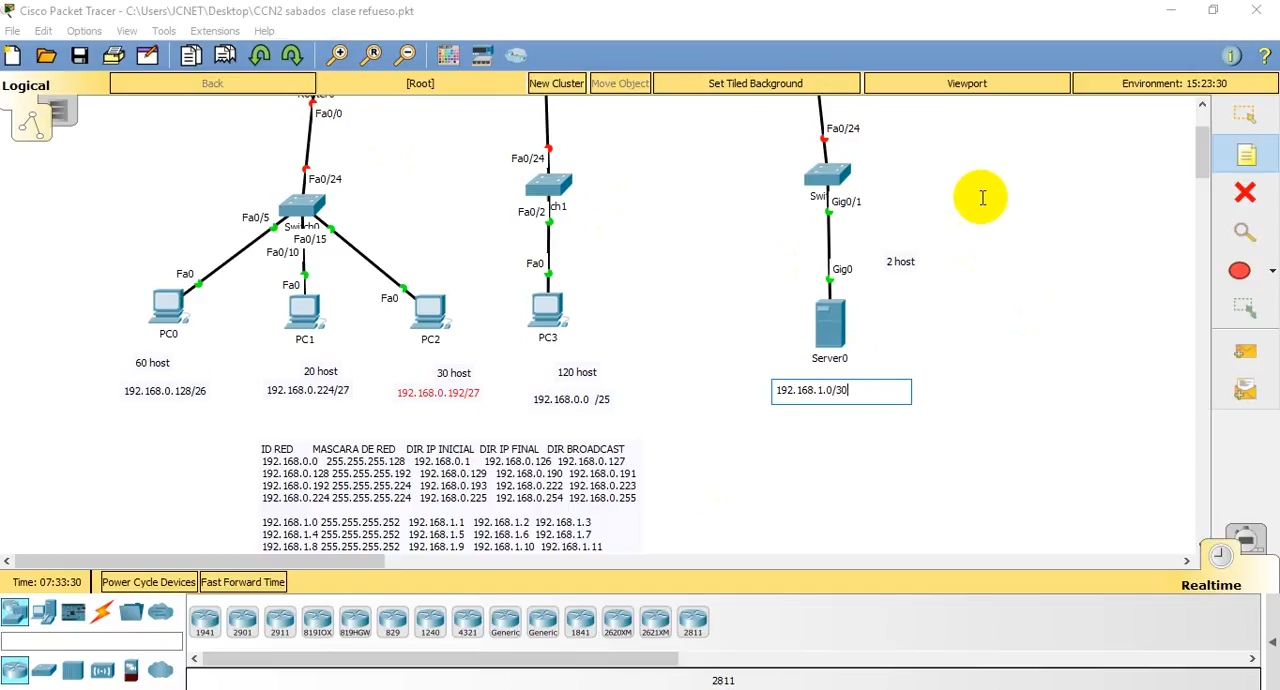 Cisco Packet Tracer - C:\Users\JCNET\Desktop\CCN2 sabados  clase refueso.pkt
File Edit Options View Tools Extensions Help
Logical Back [Root] New Cluster Move Object Set Tiled Background Viewport Environment: 15:23:30
Fa0/0
Fa0/24
Fa0/24
Fa0/24
Switch0
Fa0/5
Fa0/15
Fa0/10
ch1
Fa0/2
Swi
Gig0/1
Fa0
Fa0
Fa0
Fa0
Gig0
2 host
PC0
PC1
PC2
PC3
Server0
60 host
20 host
30 host
120 host
192.168.0.128/26
192.168.0.224/27
192.168.0.192/27
192.168.0.0  /25
192.168.1.0/30
ID RED MASCARA DE RED DIR IP INICIAL DIR IP FINAL DIR BROADCAST
192.168.0.0 255.255.255.128 192.168.0.1 192.168.0.126 192.168.0.127
192.168.0.128 255.255.255.192 192.168.0.129 192.168.0.190 192.168.0.191
192.168.0.192 255.255.255.224 192.168.0.193 192.168.0.222 192.168.0.223
192.168.0.224 255.255.255.224 192.168.0.225 192.168.0.254 192.168.0.255
192.168.1.0 255.255.255.252 192.168.1.1 192.168.1.2 192.168.1.3
192.168.1.4 255.255.255.252 192.168.1.5 192.168.1.6 192.168.1.7
192.168.1.8 255.255.255.252 192.168.1.9 192.168.1.10 192.168.1.11
Time: 07:33:30 Power Cycle Devices Fast Forward Time Realtime
1941 2901 2911 819IOX 819HGW 829 1240 4321 Generic Generic 1841 2620XM 2621XM 2811
2811